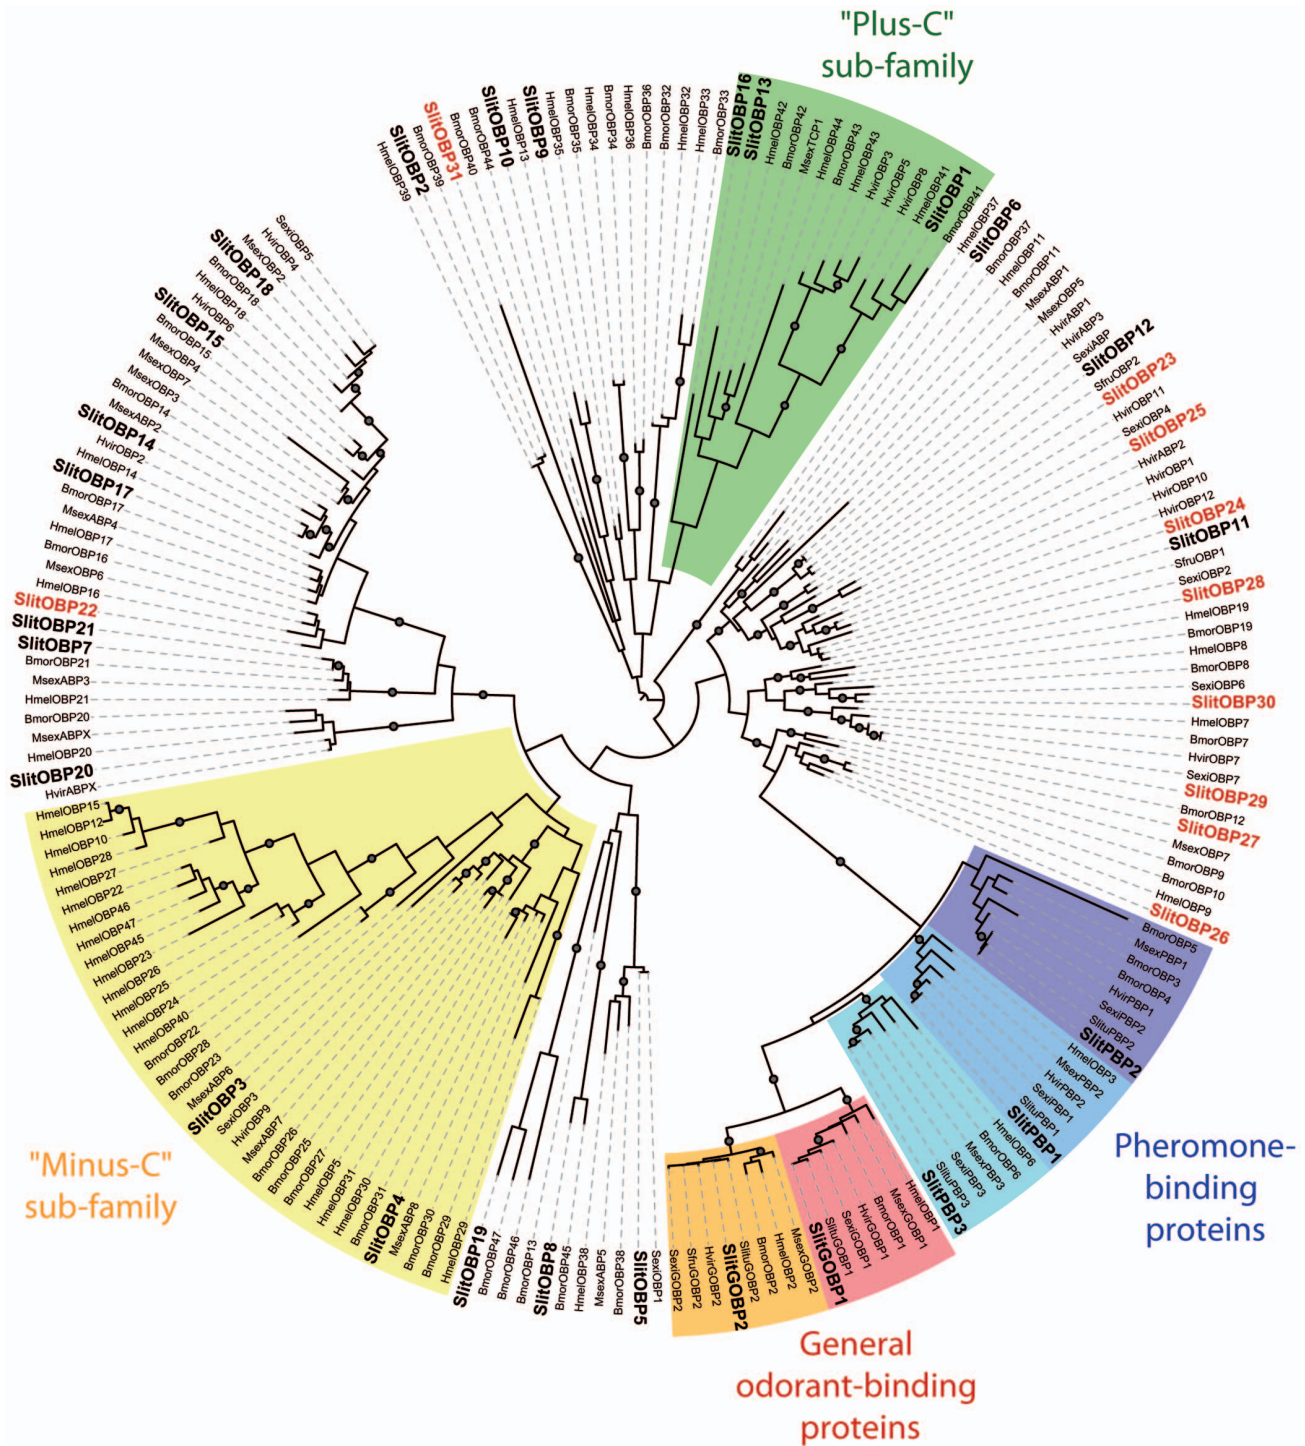 "Plus-C"
sub-family
HmelOBP39
SlitOBP2
BmorOBP39
SlitOBP31
BmorOBP40
BmorOBP44
SlitOBP10
HmelOBP13
SlitOBP9
HmelOBP35
BmorOBP35
HmelOBP34
BmorOBP34
HmelOBP36
BmorOBP36
BmorOBP32
HmelOBP32
HmelOBP33
BmorOBP33
SlitOBP16
SlitOBP13
HmelOBP42
BmorOBP42
MsexTCP1
HmelOBP44
BmorOBP43
HmelOBP43
HvirOBP3
HvirOBP5
HvirOBP8
HmelOBP41
SlitOBP1
BmorOBP41
HmelOBP37
SlitOBP6
BmorOBP37
HmelOBP11
BmorOBP11
MsexABP1
MsexOBP5
HvirABP1
HvirABP3
SexiABP
SlitOBP12
SfruOBP2
SlitOBP23
HvirOBP11
SexiOBP4
SlitOBP25
HvirABP2
HvirOBP1
HvirOBP10
HvirOBP12
SlitOBP24
SlitOBP11
SfruOBP1
SexiOBP2
SlitOBP28
HmelOBP19
BmorOBP19
HmelOBP8
BmorOBP8
SexiOBP6
SlitOBP30
HmelOBP7
BmorOBP7
HvirOBP7
SexiOBP7
SlitOBP29
BmorOBP12
SlitOBP27
MsexOBP7
BmorOBP9
BmorOBP10
HmelOBP9
SlitOBP26
BmorOBP5
MsexPBP1
BmorOBP3
BmorOBP4
HvirPBP1
SexiPBP2
SlituPBP2
SlitPBP2
HmelOBP3
MsexPBP2
HvirPBP2
SexiPBP1
SlituPBP1
SlitPBP1
HmelOBP6
BmorOBP6
MsexPBP3
SexiPBP3
SlituPBP3
SlitPBP3
Pheromone-
binding
proteins
HmelOBP1
MsexGOBP1
BmorOBP1
HvirGOBP1
SexiGOBP1
SlituGOBP1
SlitGOBP1
MsexGOBP2
HmelOBP2
BmorOBP2
SlituGOBP2
SlitGOBP2
HvirGOBP2
SfruGOBP2
SexiGOBP2
General
odorant-binding
proteins
SexiOBP1
SlitOBP5
BmorOBP38
MsexABP5
HmelOBP38
BmorOBP45
SlitOBP8
BmorOBP13
BmorOBP46
BmorOBP47
SlitOBP19
HmelOBP29
BmorOBP29
BmorOBP30
MsexABP8
SlitOBP4
BmorOBP31
HmelOBP30
HmelOBP31
HmelOBP5
BmorOBP27
BmorOBP25
BmorOBP26
MsexABP7
HvirOBP9
SexiOBP3
SlitOBP3
MsexABP6
BmorOBP23
BmorOBP28
BmorOBP22
HmelOBP40
HmelOBP24
HmelOBP25
HmelOBP26
HmelOBP23
HmelOBP45
HmelOBP47
HmelOBP46
HmelOBP22
HmelOBP27
HmelOBP28
HmelOBP10
HmelOBP12
HmelOBP15
"Minus-C"
sub-family
HvirABPX
SlitOBP20
HmelOBP20
MsexABPX
BmorOBP20
HmelOBP21
MsexABP3
BmorOBP21
SlitOBP7
SlitOBP21
SlitOBP22
HmelOBP16
MsexOBP6
BmorOBP16
HmelOBP17
MsexABP4
BmorOBP17
SlitOBP17
HmelOBP14
HvirOBP2
SlitOBP14
MsexABP2
BmorOBP14
MsexOBP3
MsexOBP7
MsexOBP4
BmorOBP15
SlitOBP15
HvirOBP6
HmelOBP18
BmorOBP18
SlitOBP18
MsexOBP2
HvirOBP4
SexiOBP5